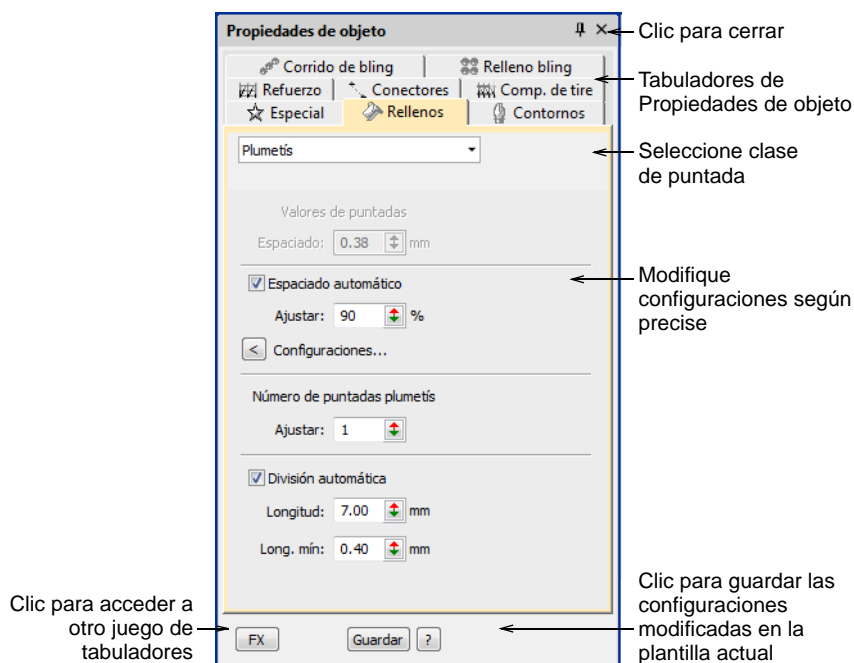 Propiedades de objeto
Clic para cerrar
Corrido de bling
Relleno bling
Refuerzo
Conectores
Comp. de tire
Especial
Rellenos
Contornos
Tabuladores de
Propiedades de objeto
Plumetís
Seleccione clase
de puntada
Valores de puntadas
Espaciado: 0.38 mm
Espaciado automático
Ajustar: 90 %
< Configuraciones...
Modifique
configuraciones según
precise
Número de puntadas plumetís
Ajustar: 1
División automática
Longitud: 7.00 mm
Long. mín: 0.40 mm
Clic para acceder a
otro juego de
tabuladores
FX
Guardar
?
Clic para guardar las
configuraciones
modificadas en la
plantilla actual